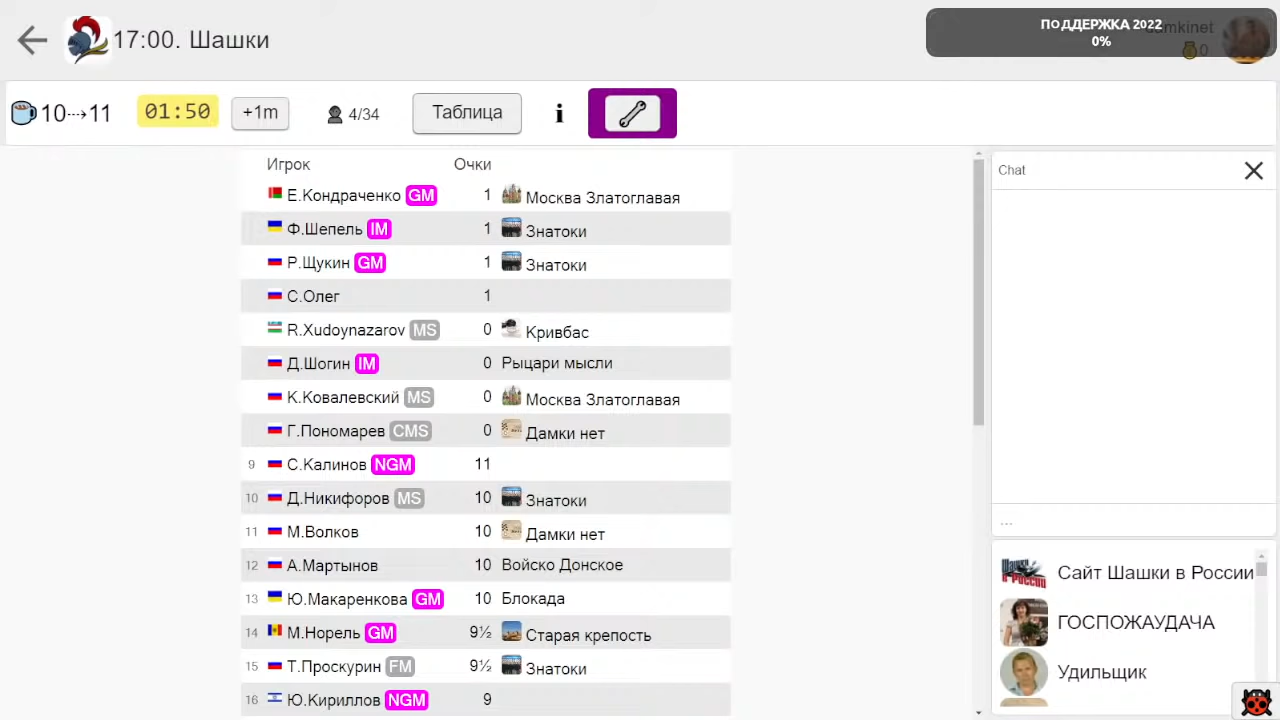 17:00. Шашки
ПОДДЕРЖКА 2022
0%
amkinet
0
10⇢11 01:50 +1m 4/34 Таблица i
Игрок Очки
Е.Кондраченко GM 1 Москва Златоглавая
Ф.Шепель IM 1 Знатоки
Р.Щукин GM 1 Знатоки
С.Олег 1
R.Xudoynazarov MS 0 Кривбас
Д.Шогин IM 0 Рыцари мысли
К.Ковалевский MS 0 Москва Златоглавая
Г.Пономарев CMS 0 Дамки нет
9 С.Калинов NGM 11
10 Д.Никифоров MS 10 Знатоки
11 М.Волков 10 Дамки нет
12 А.Мартынов 10 Войско Донское
13 Ю.Макаренкова GM 10 Блокада
14 М.Норель GM 9½ Старая крепость
15 Т.Проскурин FM 9½ Знатоки
16 Ю.Кириллов NGM 9
Chat
...
Сайт Шашки в России
ГОСПОЖАУДАЧА
Удильщик